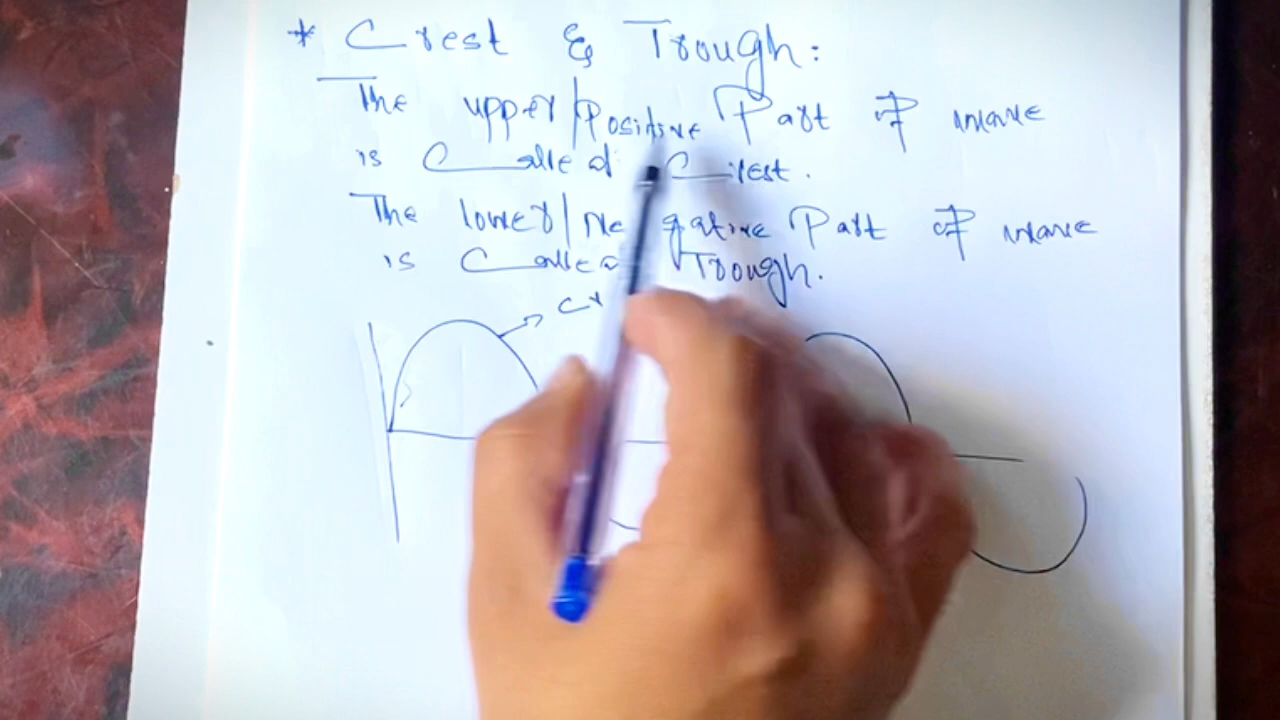 * Crest & Trough:
The upper/Positive Part of wave
is Called Crest.
The lower/Negative Part of wave
is Called Trough.
cr